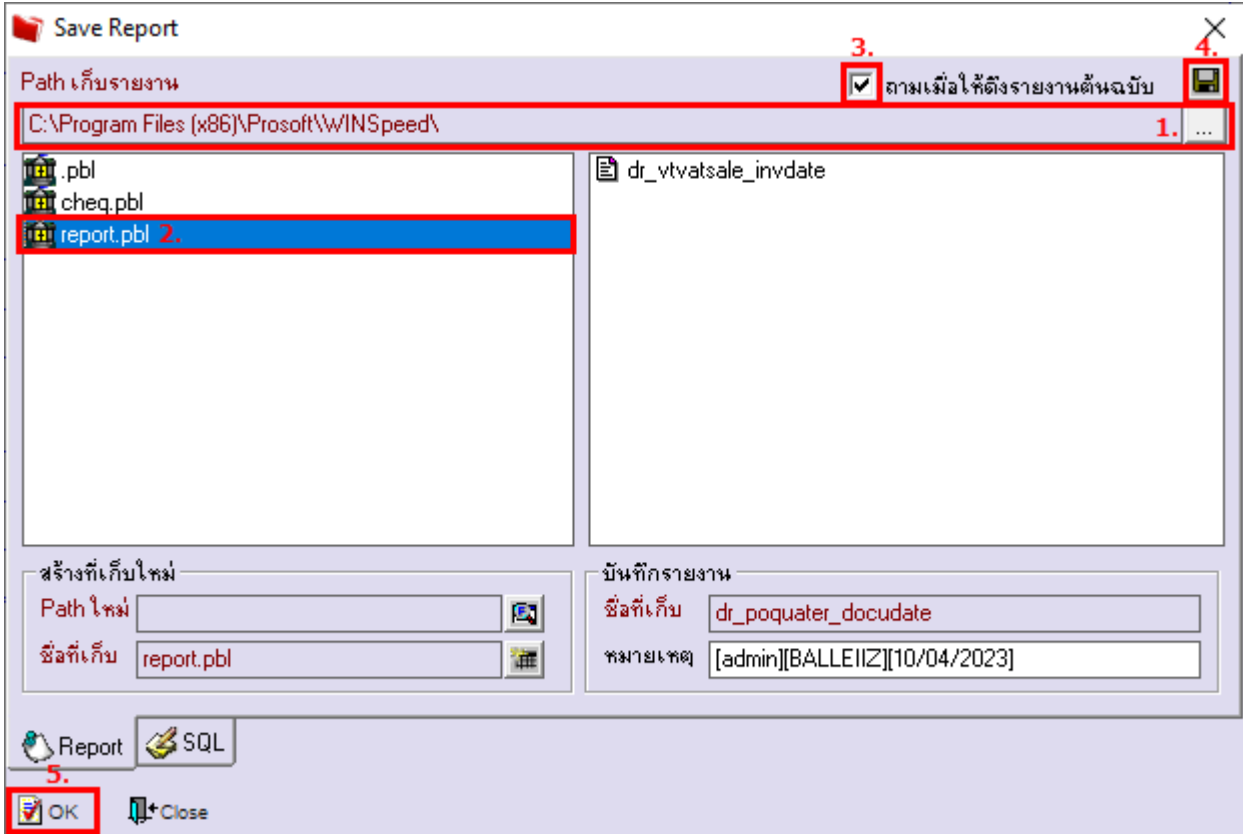 Save Report
3.
4.
Path เก็บรายงาน
ถามเมื่อให้ดึงรายงานต้นฉบับ
C:\Program Files (x86)\Prosoft\WINSpeed\
1. ...
.pbl
cheq.pbl
report.pbl 2.
dr_vtvatsale_invdate
สร้างที่เก็บใหม่
Path ใหม่
ชื่อที่เก็บ report.pbl
บันทึกรายงาน
ชื่อที่เก็บ dr_poquater_docudate
หมายเหตุ [admin][BALLEIIZ][10/04/2023]
Report SQL
5.
OK Close